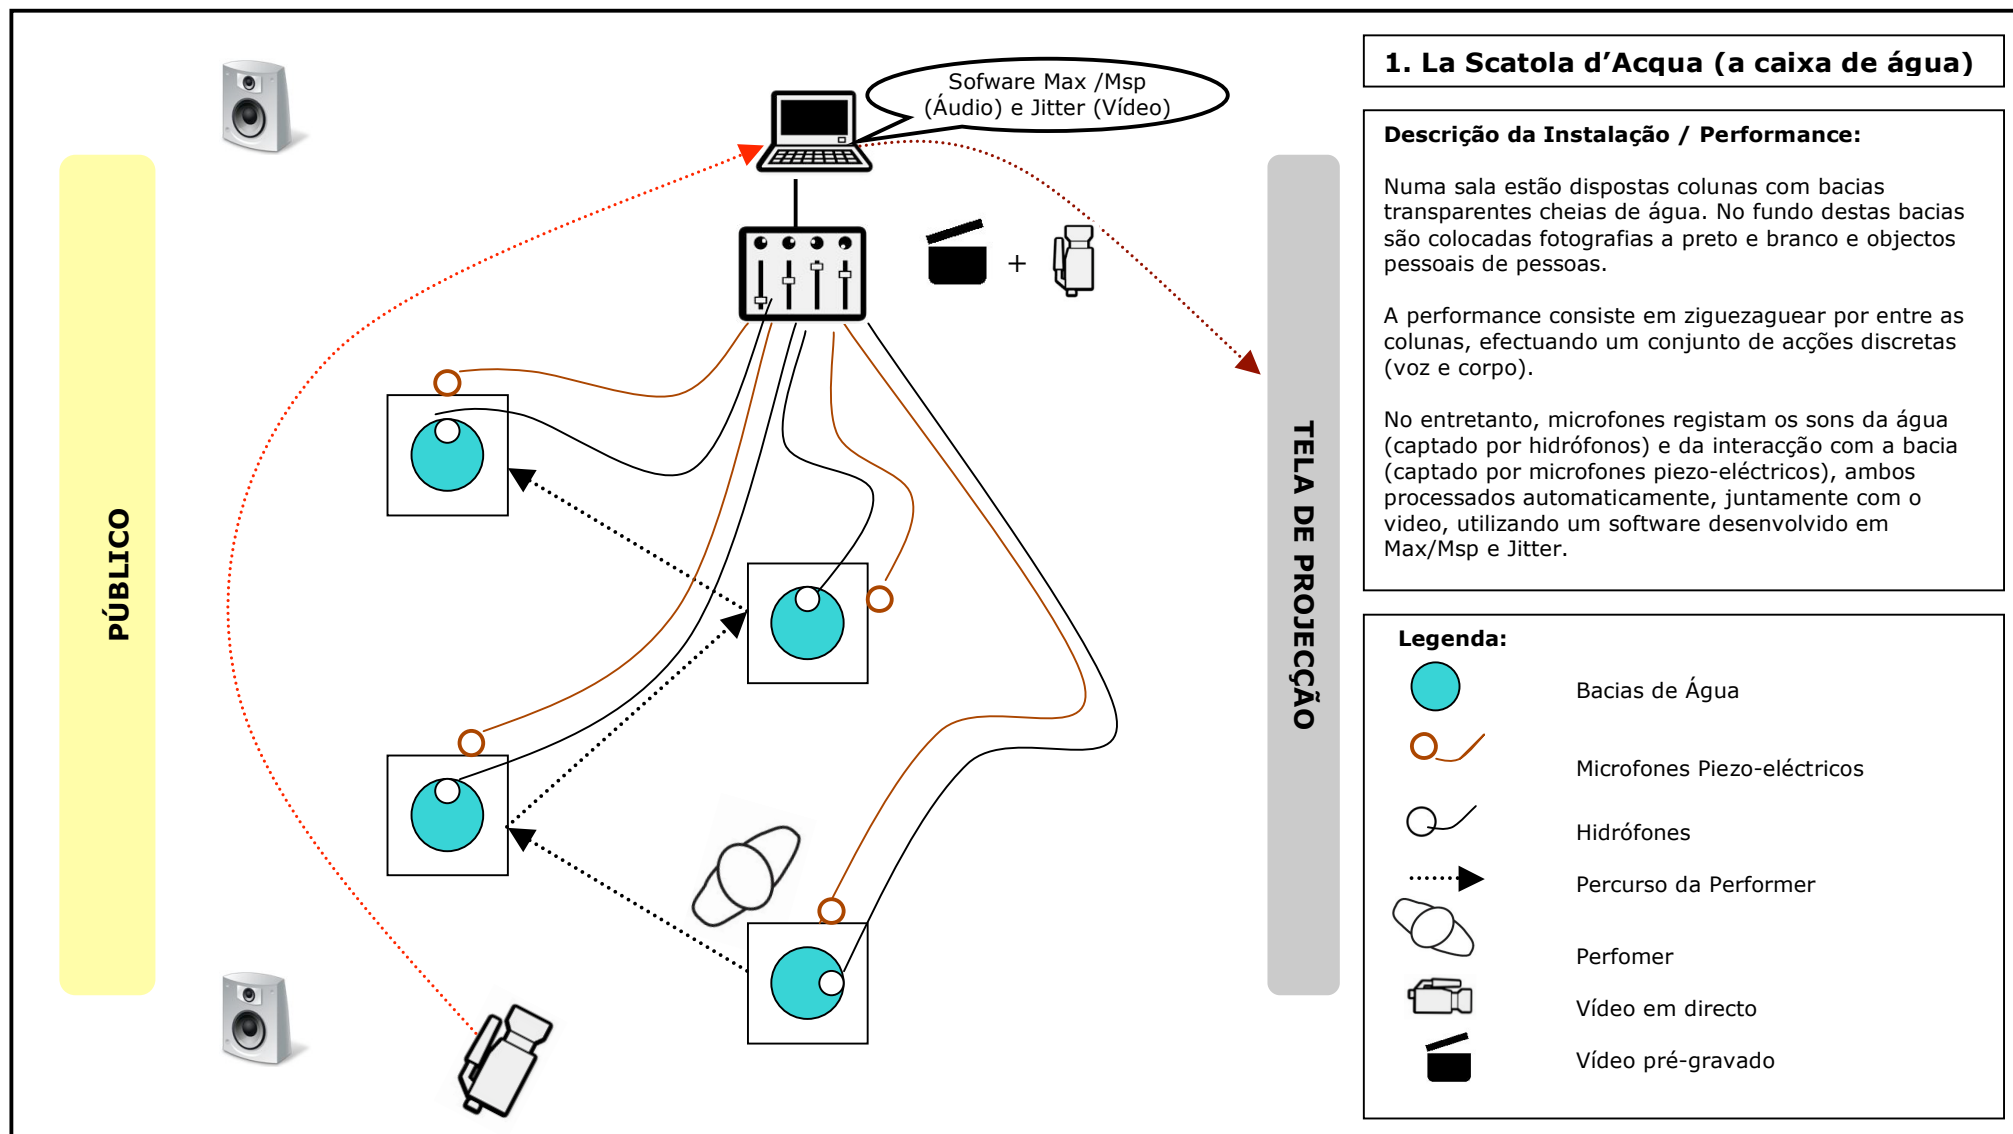 Sofware Max /Msp
(Áudio) e Jitter (Vídeo)
+
PÚBLICO
TELA DE PROJECÇÃO
1. La Scatola d’Acqua (a caixa de água)
Descrição da Instalação / Performance:
Numa sala estão dispostas colunas com bacias
transparentes cheias de água. No fundo destas bacias
são colocadas fotografias a preto e branco e objectos
pessoais de pessoas.
A performance consiste em ziguezaguear por entre as
colunas, efectuando um conjunto de acções discretas
(voz e corpo).
No entretanto, microfones registam os sons da água
(captado por hidrófonos) e da interacção com a bacia
(captado por microfones piezo-eléctricos), ambos
processados automaticamente, juntamente com o
video, utilizando um software desenvolvido em
Max/Msp e Jitter.
Legenda:
Bacias de Água
Microfones Piezo-eléctricos
Hidrófones
Percurso da Performer
Perfomer
Vídeo em directo
Vídeo pré-gravado